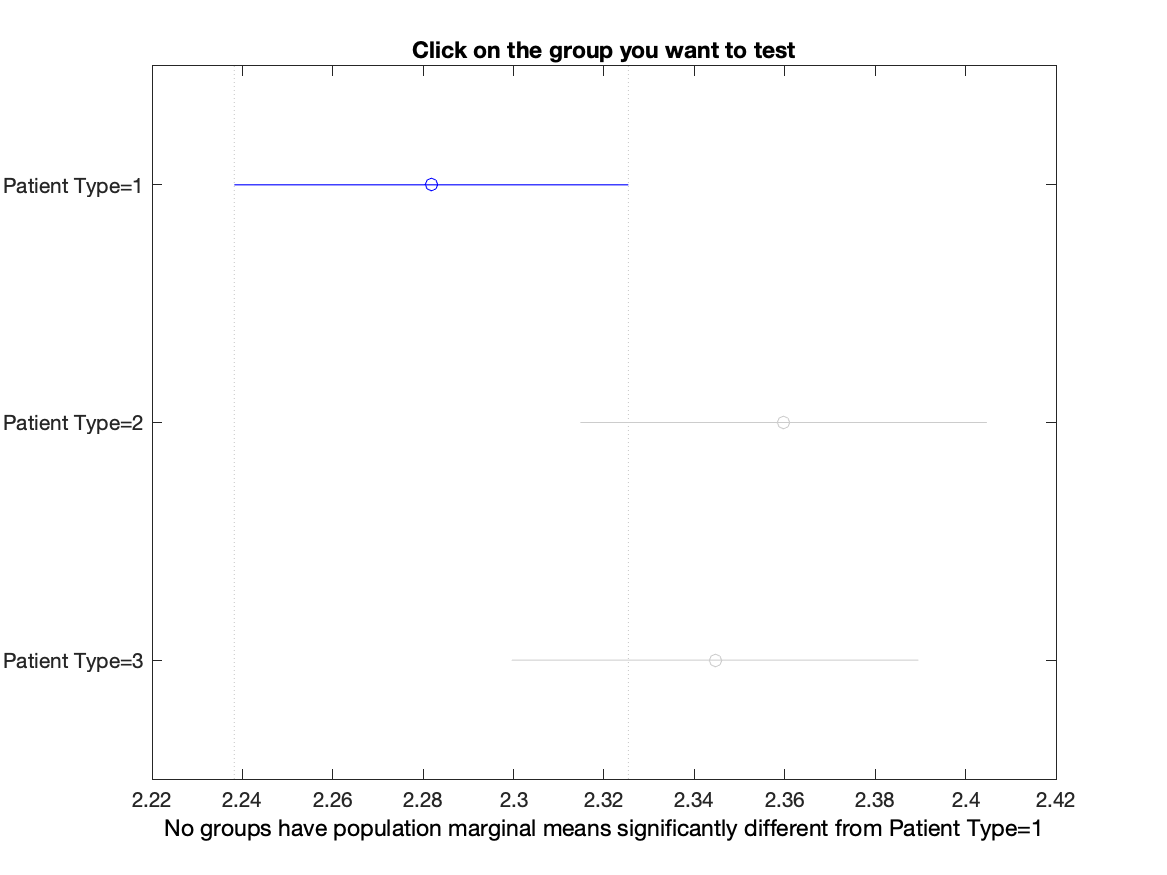 Click on the group you want to test
Patient Type=1
Patient Type=2
Patient Type=3
2.22 2.24 2.26 2.28 2.3 2.32 2.34 2.36 2.38 2.4 2.42
No groups have population marginal means significantly different from Patient Type=1